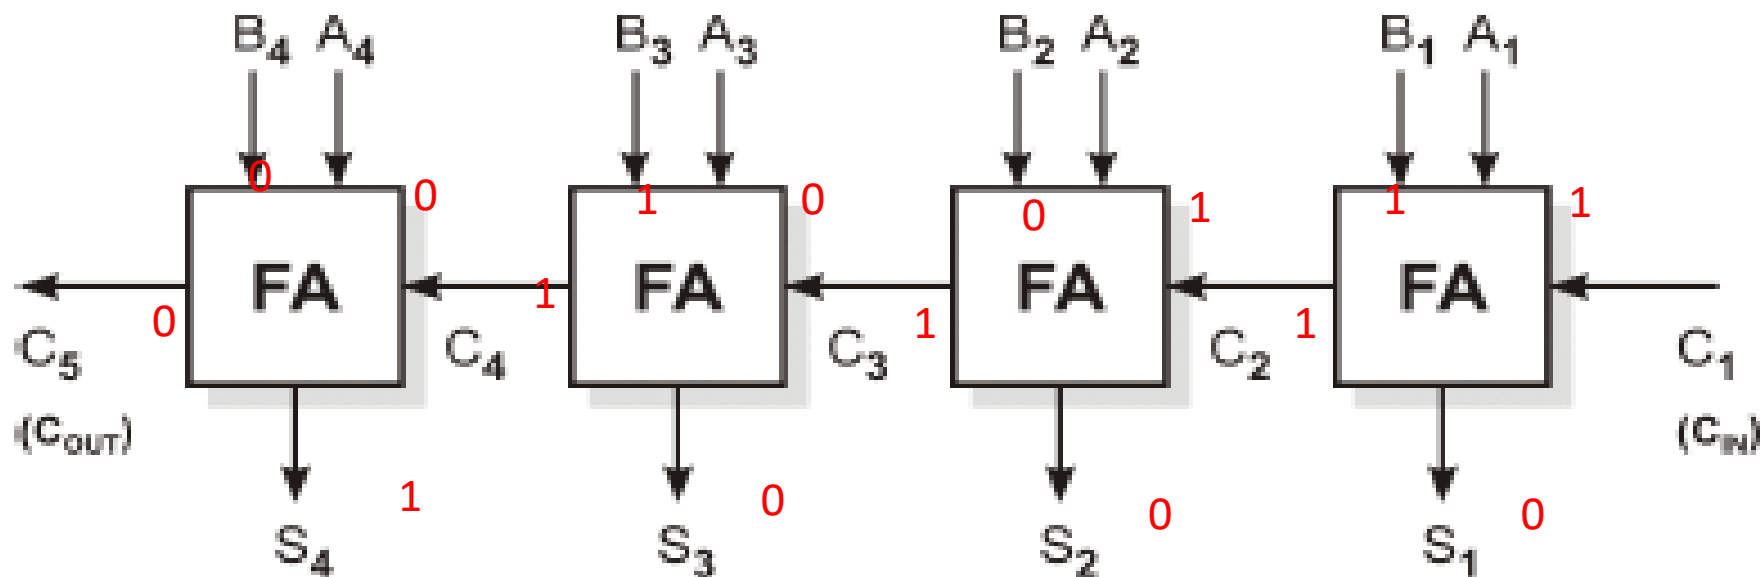 B4 A4 B3 A3 B2 A2 B1 A1
0 0 1 0 0 1 1 1
FA FA FA FA
0 1 1 1
C5 C4 C3 C2 C1
(COUT) (CIN)
1 0 0 0
S4 S3 S2 S1